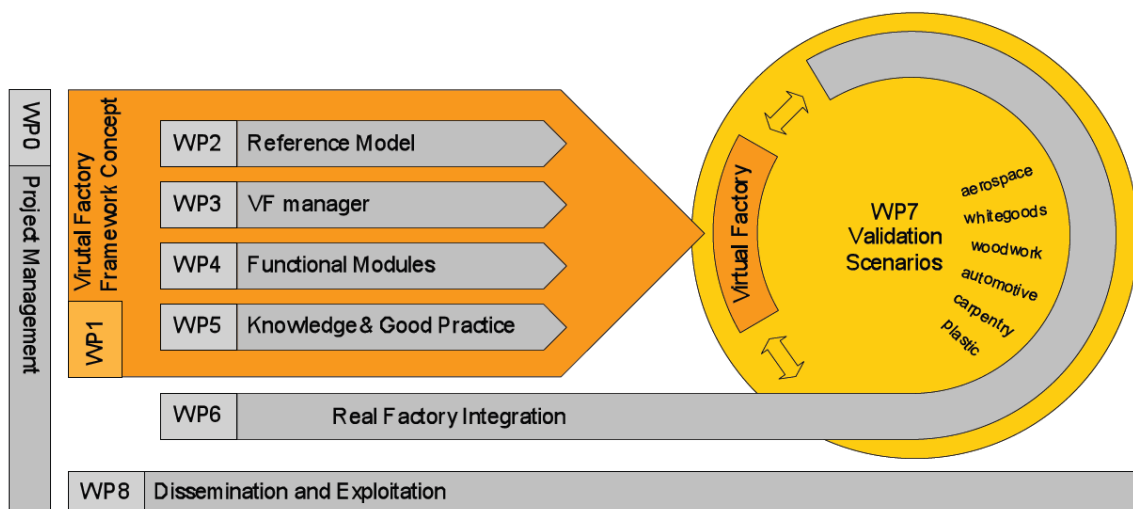 WP0
Project Management
Virutal Factory
Framework Concept
WP1
WP2 Reference Model
WP3 VF manager
WP4 Functional Modules
WP5 Knowledge & Good Practice
WP6 Real Factory Integration
WP8 Dissemination and Exploitation
Virtual Factory
WP7
Validation
Scenarios
aerospace
whitegoods
woodwork
automotive
carpentry
plastic